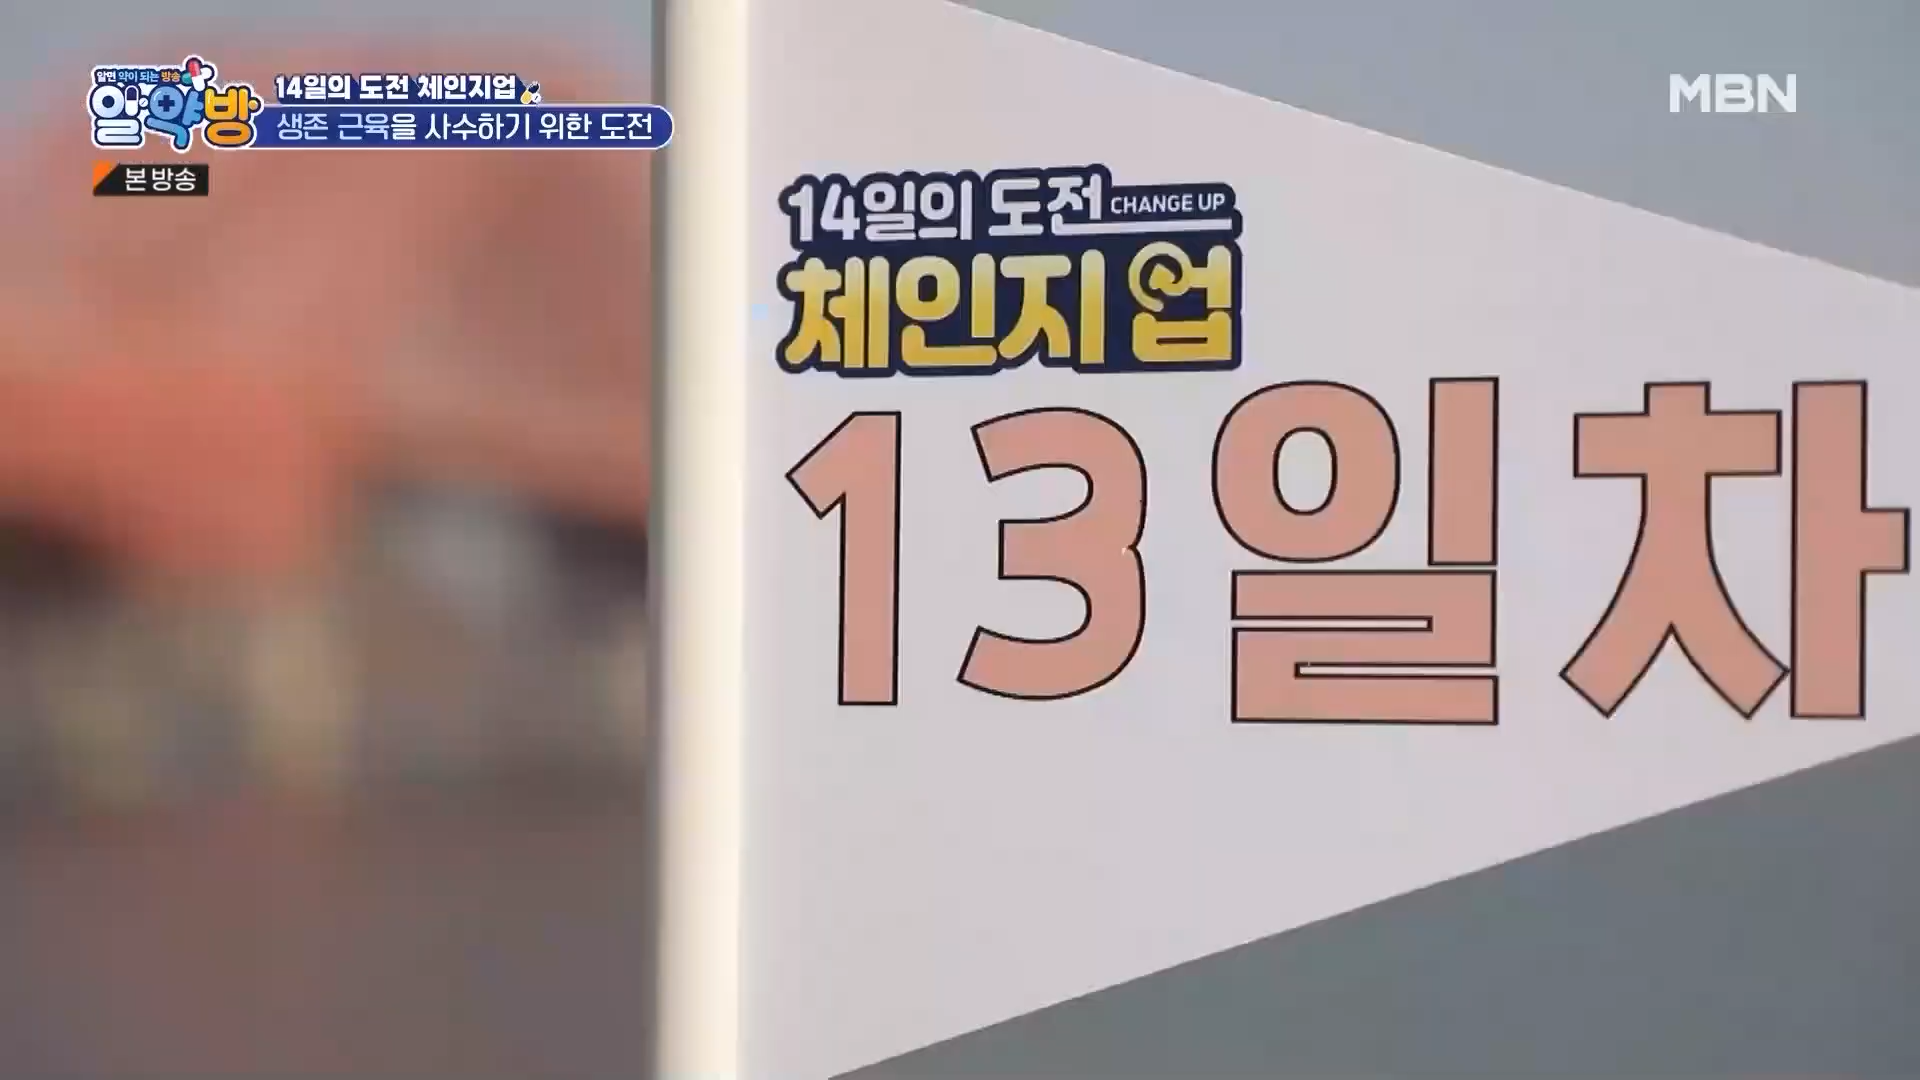 알면 약이 되는 방송
알약방
14일의 도전 체인지업
생존 근육을 사수하기 위한 도전
본 방송
MBN
14일의 도전 CHANGE UP
체인지 업
13일차